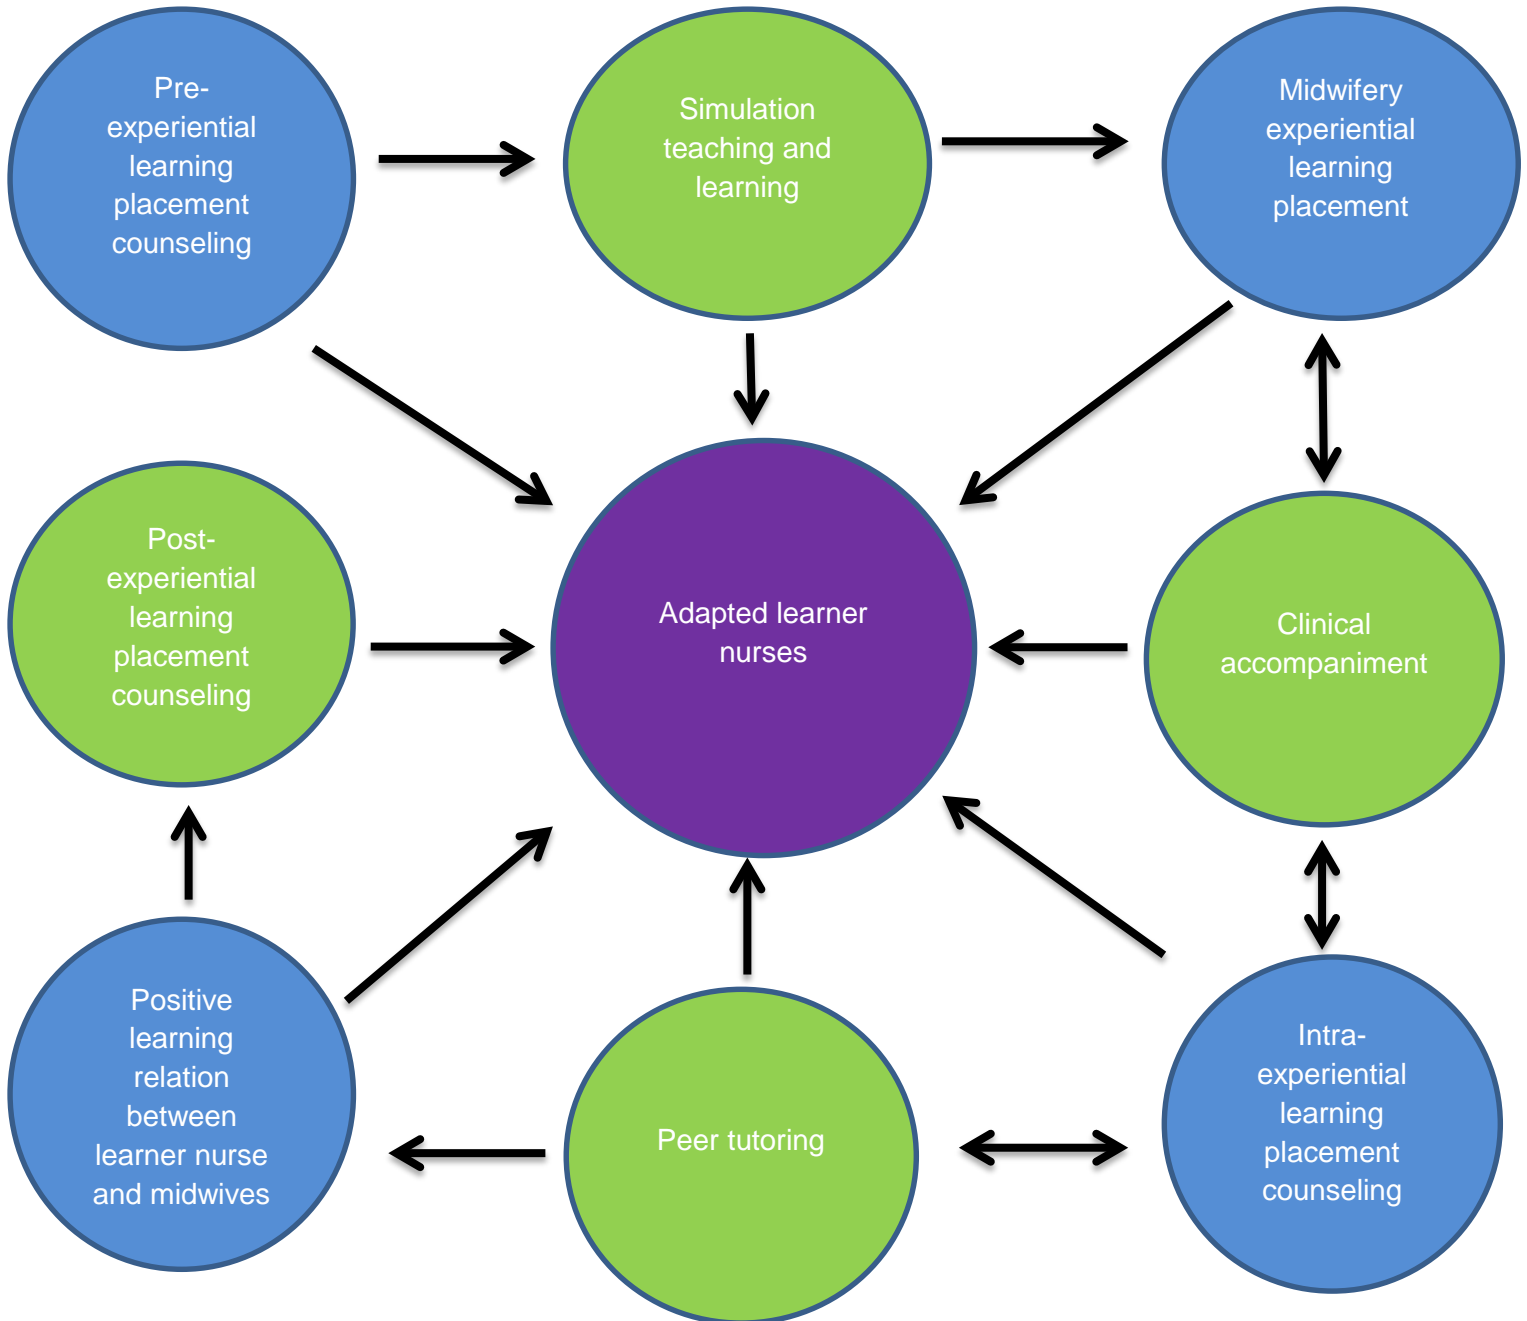 Pre-
experiential
learning
placement
counseling
Simulation
teaching and
learning
Midwifery
experiential
learning
placement
Post-
experiential
learning
placement
counseling
Adapted learner
nurses
Clinical
accompaniment
Positive
learning
relation
between
learner nurse
and midwives
Peer tutoring
Intra-
experiential
learning
placement
counseling